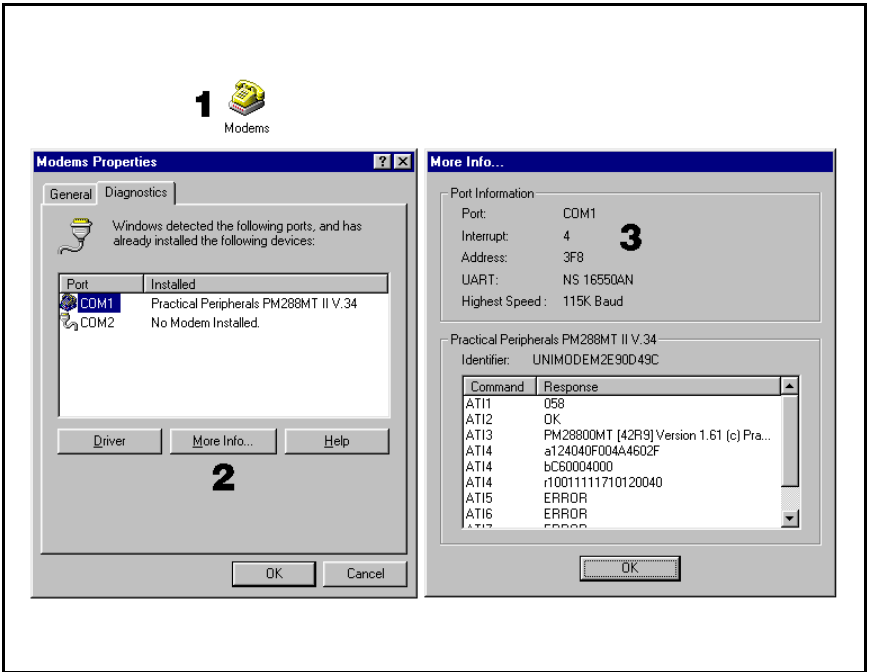 1
Modems
Modems Properties
General Diagnostics
Windows detected the following ports, and has
already installed the following devices:
Port Installed
COM1 Practical Peripherals PM288MT II V.34
COM2 No Modem Installed.
Driver More Info... Help
2
OK Cancel
More Info...
Port Information
Port: COM1
Interrupt: 4
3
Address: 3F8
UART: NS 16550AN
Highest Speed : 115K Baud
Practical Peripherals PM288MT II V.34
Identifier: UNIMODEM2E90D49C
Command Response
ATI1 058
ATI2 OK
ATI3 PM28800MT [42R9] Version 1.61 (c) Pra...
ATI4 a124040F004A4602F
ATI4 bC60004000
ATI4 r10011111710120040
ATI5 ERROR
ATI6 ERROR
ATI7 ERROR
OK